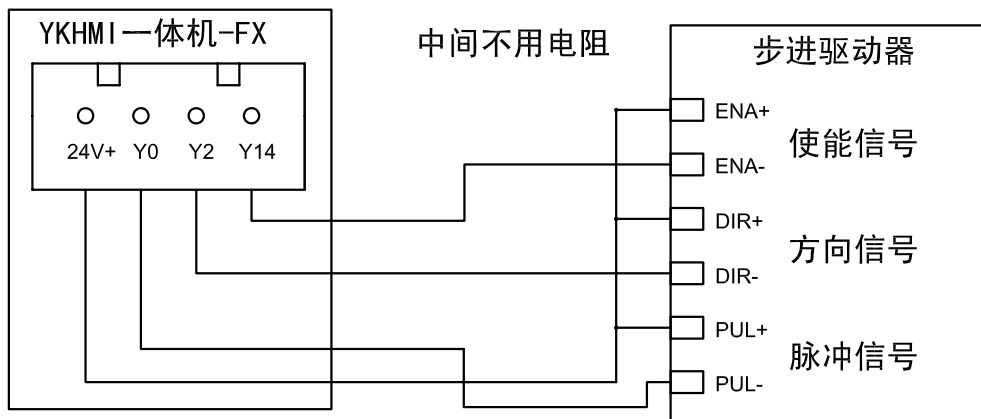 YKHMI一体机-FX
中间不用电阻
步进驱动器
24V+ Y0 Y2 Y14
ENA+
使能信号
ENA-
DIR+
方向信号
DIR-
PUL+
脉冲信号
PUL-